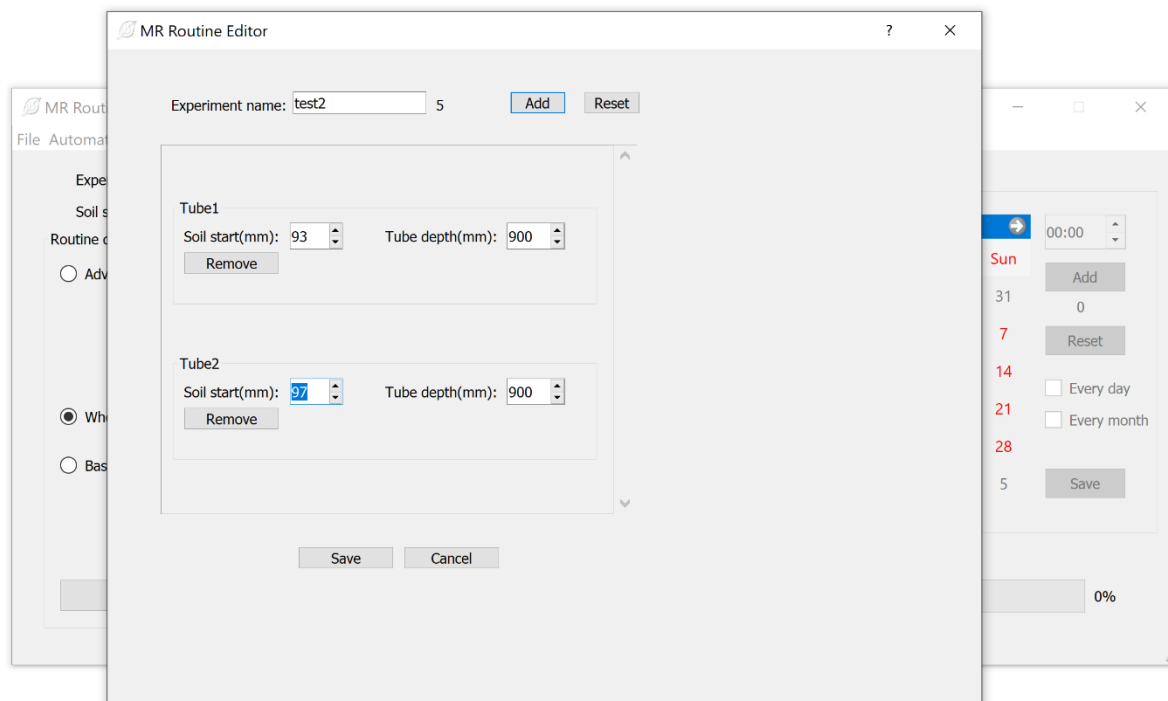 MR Routine Editor
?
Experiment name: test2 5 Add Reset
Tube1
Soil start(mm): 93 Tube depth(mm): 900
Remove
Tube2
Soil start(mm): 97 Tube depth(mm): 900
Remove
Save Cancel
MR Rout
File Automat
Expe
Soil s
Routine
Adv
Wh
Bas
00:00
Sun
Add
31
0
7
Reset
14
Every day
21
Every month
28
5
Save
0%